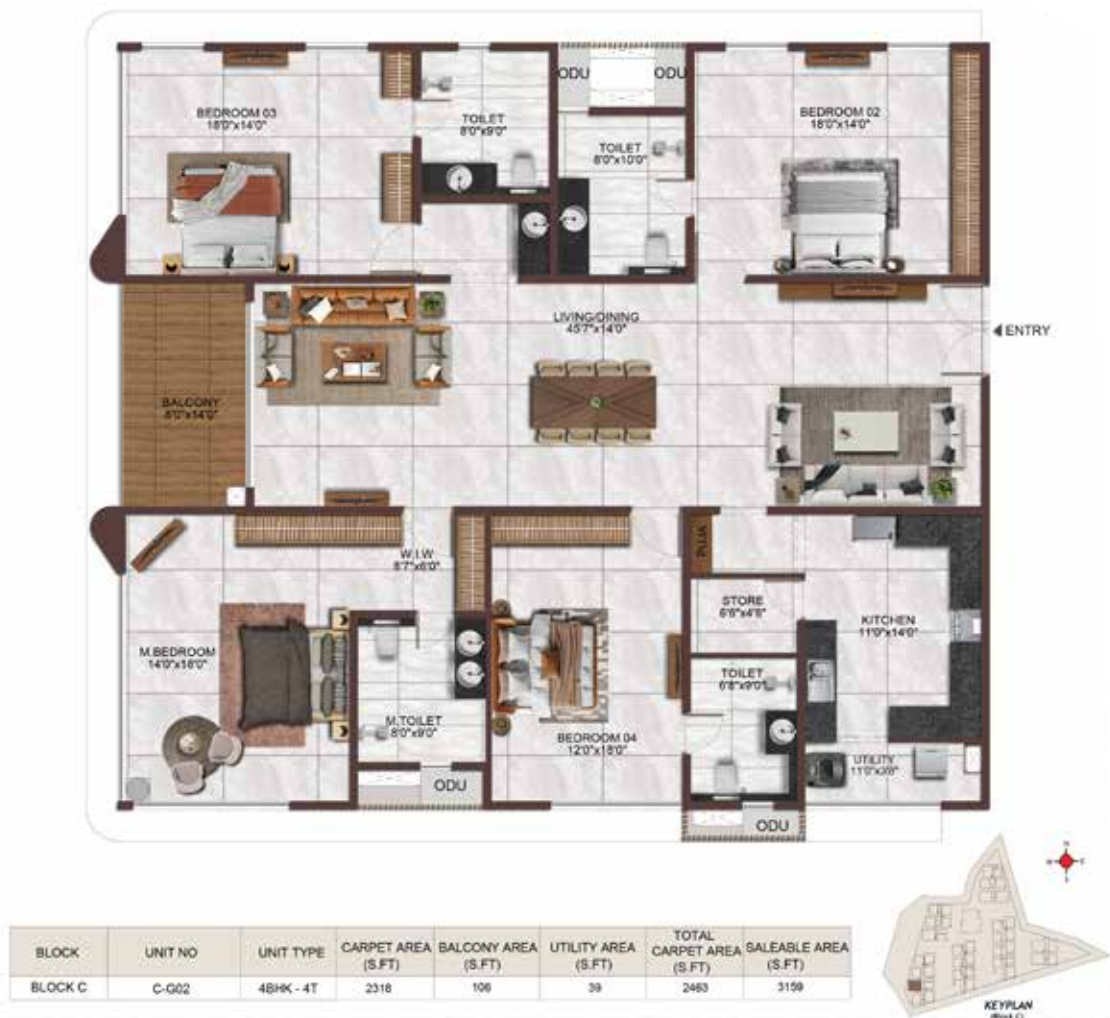 ODU
ODU
BEDROOM 03
18'0"x14'0"
TOILET
8'0"x9'0"
TOILET
8'0"x10'0"
BEDROOM 02
18'0"x14'0"
LIVING/DINING
45'7"x14'0"
ENTRY
BALCONY
8'0"x14'0"
W.I.W
8'7"x6'0"
PUJA
STORE
6'8"x4'6"
KITCHEN
11'0"x14'0"
M.BEDROOM
14'0"x18'0"
TOILET
6'8"x9'0"
M.TOILET
8'0"x9'0"
BEDROOM 04
12'0"x18'0"
UTILITY
ODU
ODU
N
E
S
BLOCK UNIT NO UNIT TYPE CARPET AREA (S.FT) BALCONY AREA (S.FT) UTILITY AREA (S.FT) TOTAL CARPET AREA (S.FT) SALEABLE AREA (S.FT)
BLOCK C C-G02 4BHK - 4T 2318 106 39 2463 3159
KEYPLAN
(Block C)